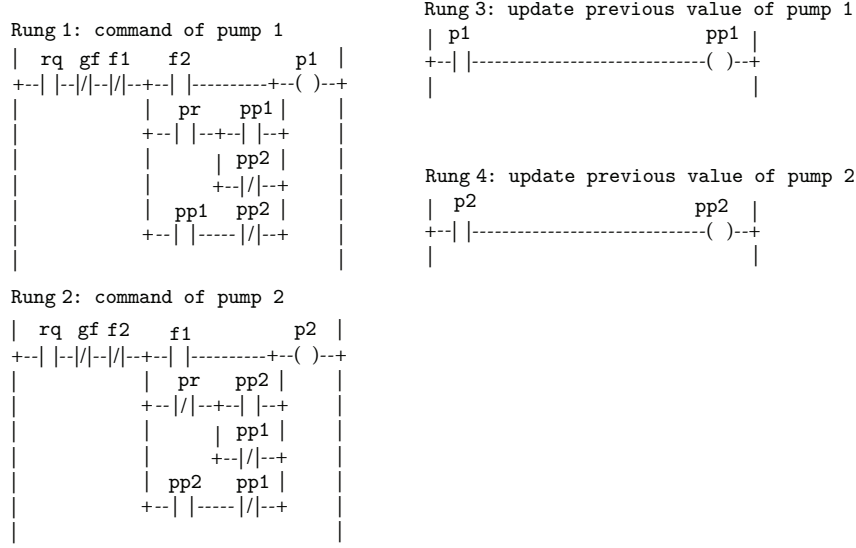 Rung 1: command of pump 1
| rq gf f1 f2 p1 |
+--| |--|/|--|/|--+--| |----------+--( )--+
| | pr pp1 | |
| +--| |--+--| |--+ |
| | | pp2 | |
| | +--|/|--+ |
| | pp1 pp2 | |
| +--| |-----|/|--+ |
| |
Rung 2: command of pump 2
| rq gf f2 f1 p2 |
+--| |--|/|--|/|--+--| |----------+--( )--+
| | pr pp2 | |
| +--|/|--+--| |--+ |
| | | pp1 | |
| | +--|/|--+ |
| | pp2 pp1 | |
| +--| |-----|/|--+ |
| |
Rung 3: update previous value of pump 1
| p1 pp1 |
+--| |-------------------------------( )--+
| |
Rung 4: update previous value of pump 2
| p2 pp2 |
+--| |-------------------------------( )--+
| |